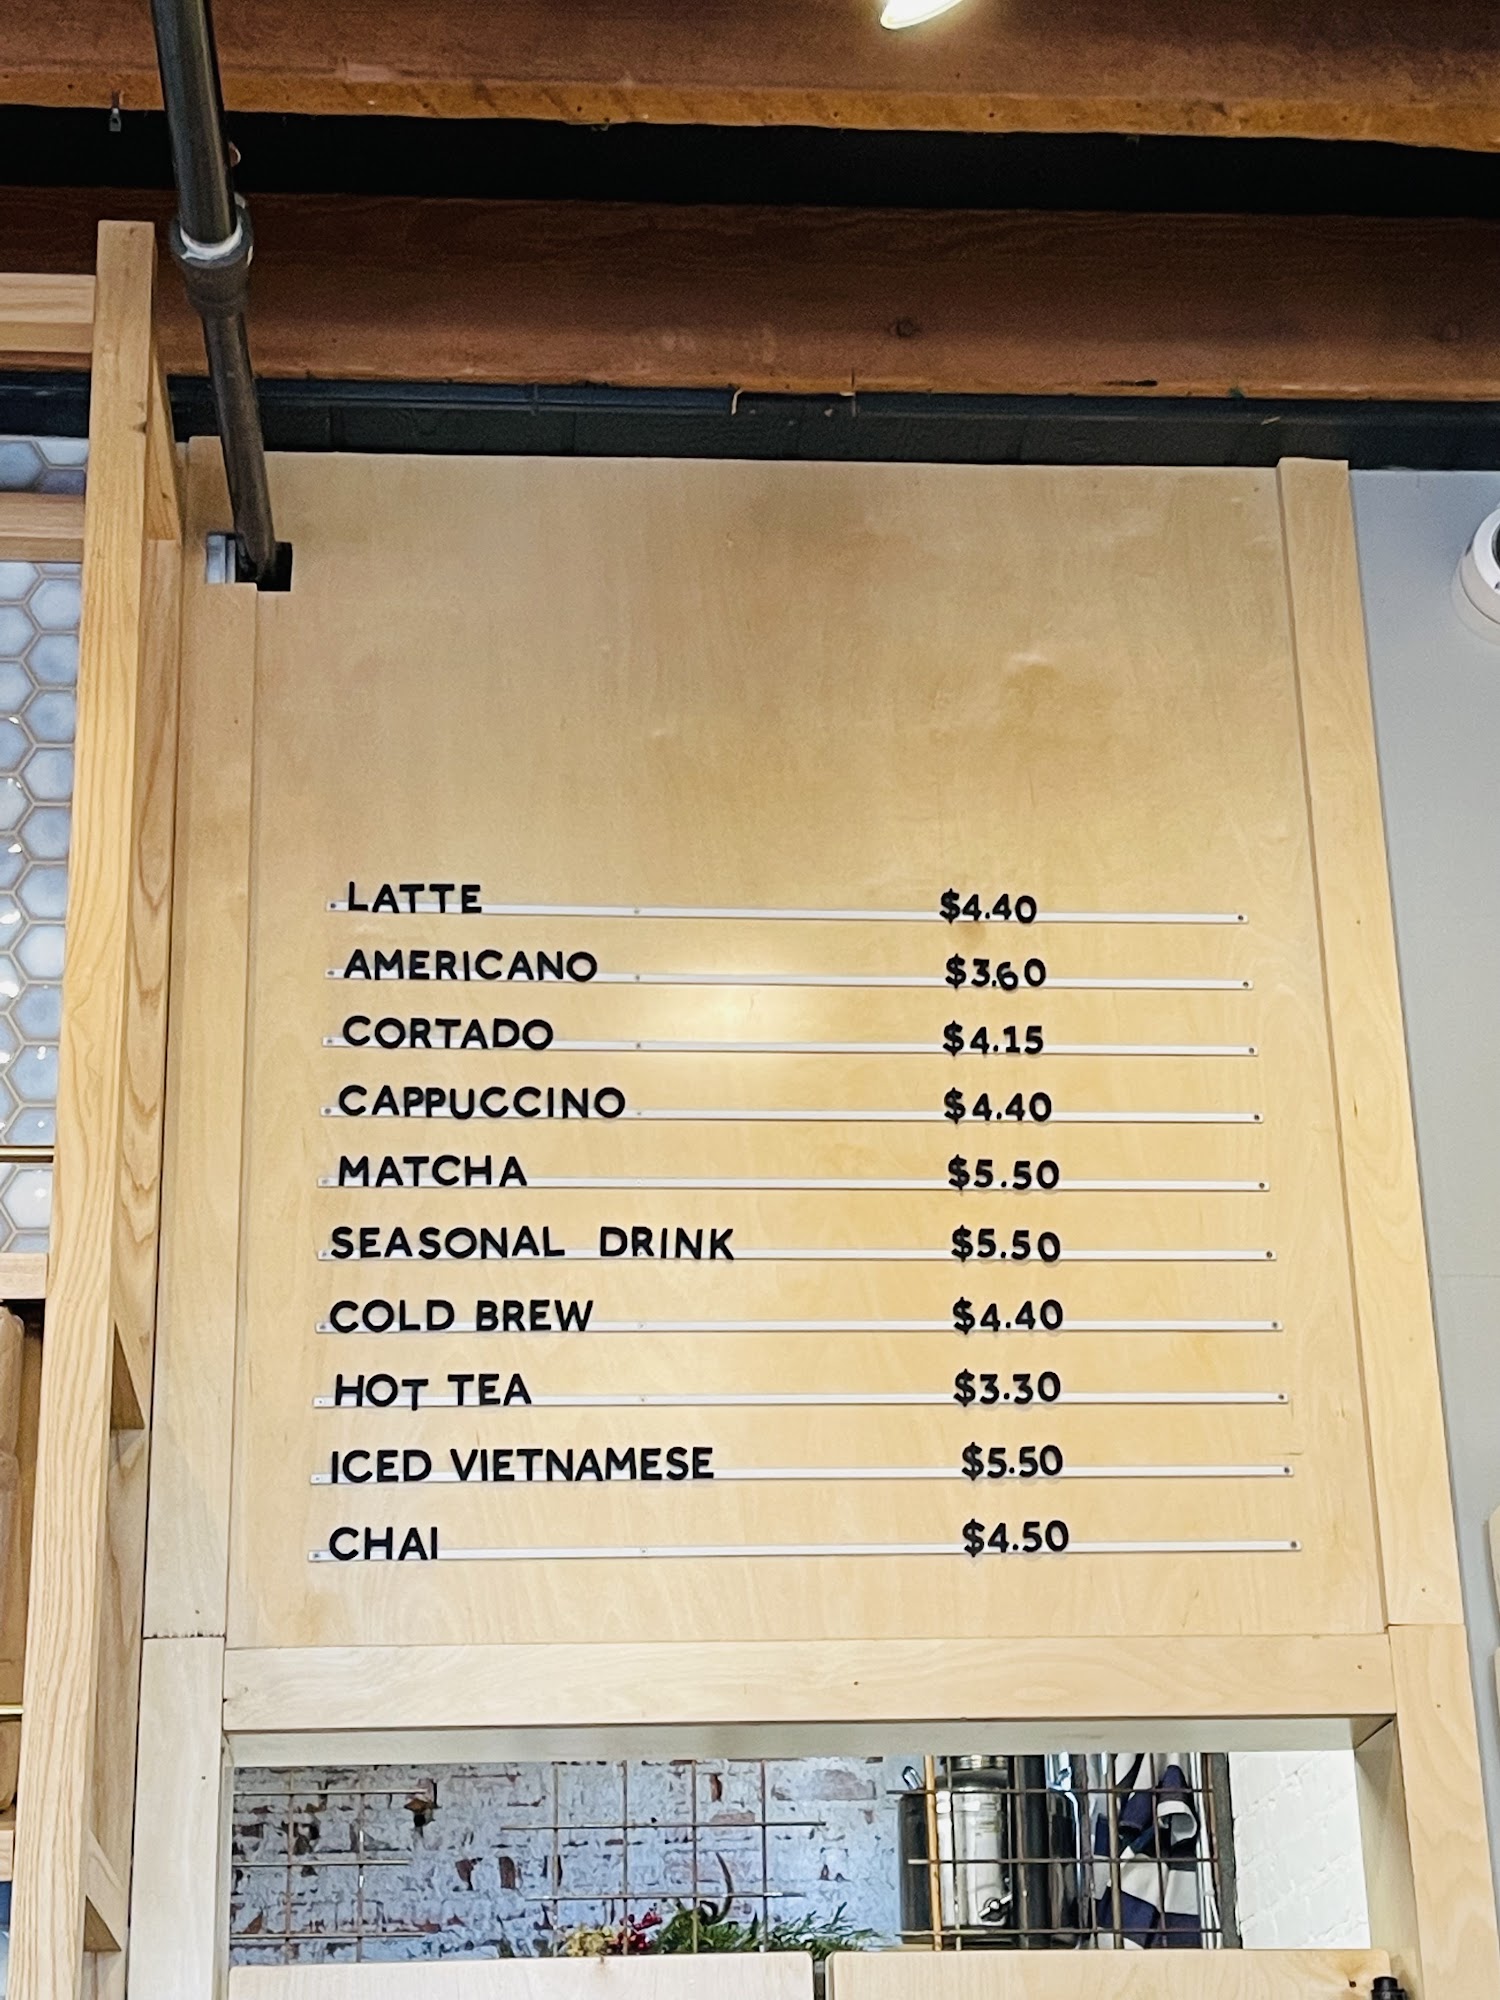 LATTE $4.40
AMERICANO $3.60
CORTADO $4.15
CAPPUCCINO $4.40
MATCHA $5.50
SEASONAL DRINK $5.50
COLD BREW $4.40
HOT TEA $3.30
ICED VIETNAMESE $5.50
CHAI $4.50